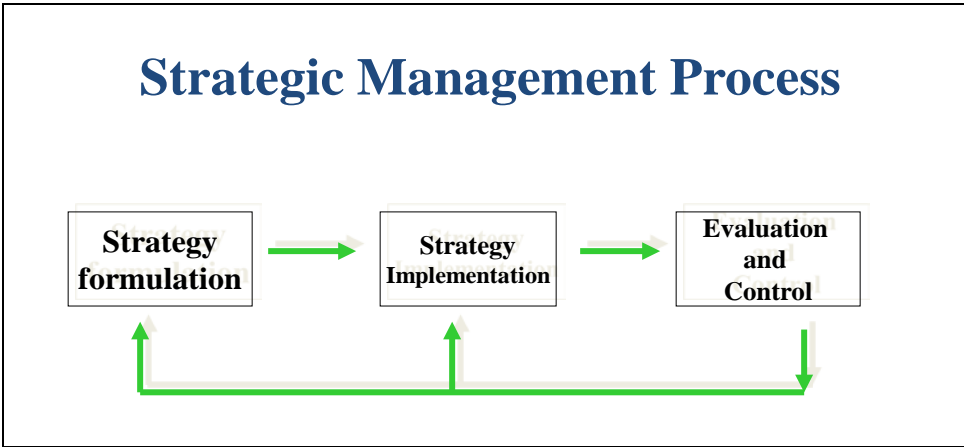 Strategic Management Process
Strategy
formulation
Strategy
Implementation
Evaluation
and
Control